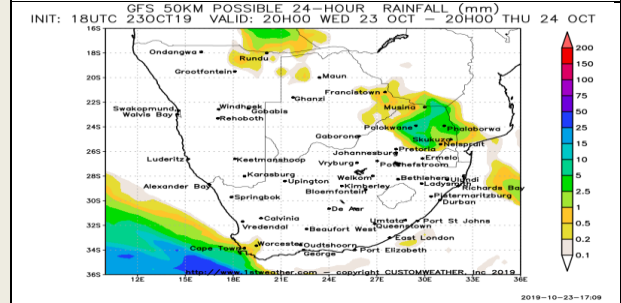 GFS 50KM POSSIBLE 24-HOUR RAINFALL (mm)
INIT: 18UTC 23OCT19 VALID: 20H00 WED 23 OCT - 20H00 THU 24 OCT
16S
Ondangwa
Rundu
200
18S
150
Grootfontein
20S
Maun
100
Francistown
Ghanzi
75
22S
Musina
Swakopmund
Windhoek
Gobabis
50
Walvis Bay
Rehoboth
24S
Polokwane
Phalaborwa
25
Gaborone
Skukuza
Nelspruit
26S
Johannesburg
Pretoria
15
Luderitz
Keetmanshoop
Vryburg
Potchefstroom
Ermelo
10
28S
Karasburg
Upington
Welkom
Bethlehem
Ulundi
5
Alexander Bay
Kimberley
Ladysmith
Richards Bay
Bloemfontein
2.5
30S
Springbok
Pietermaritzburg
Durban
De Aar
1
Calvinia
Umtata
Port St Johns
32S
Vredendal
Queenstown
0.5
Beaufort West
East London
0.2
34S
Cape Town
Worcester
Oudtshoorn
George
Port Elizabeth
0.1
http://www.1stweather.com - copyright CUSTOMWEATHER, Inc 2019
36S
12E 15E 18E 21E 24E 27E 30E 33E 36E
2019-10-23-17:09